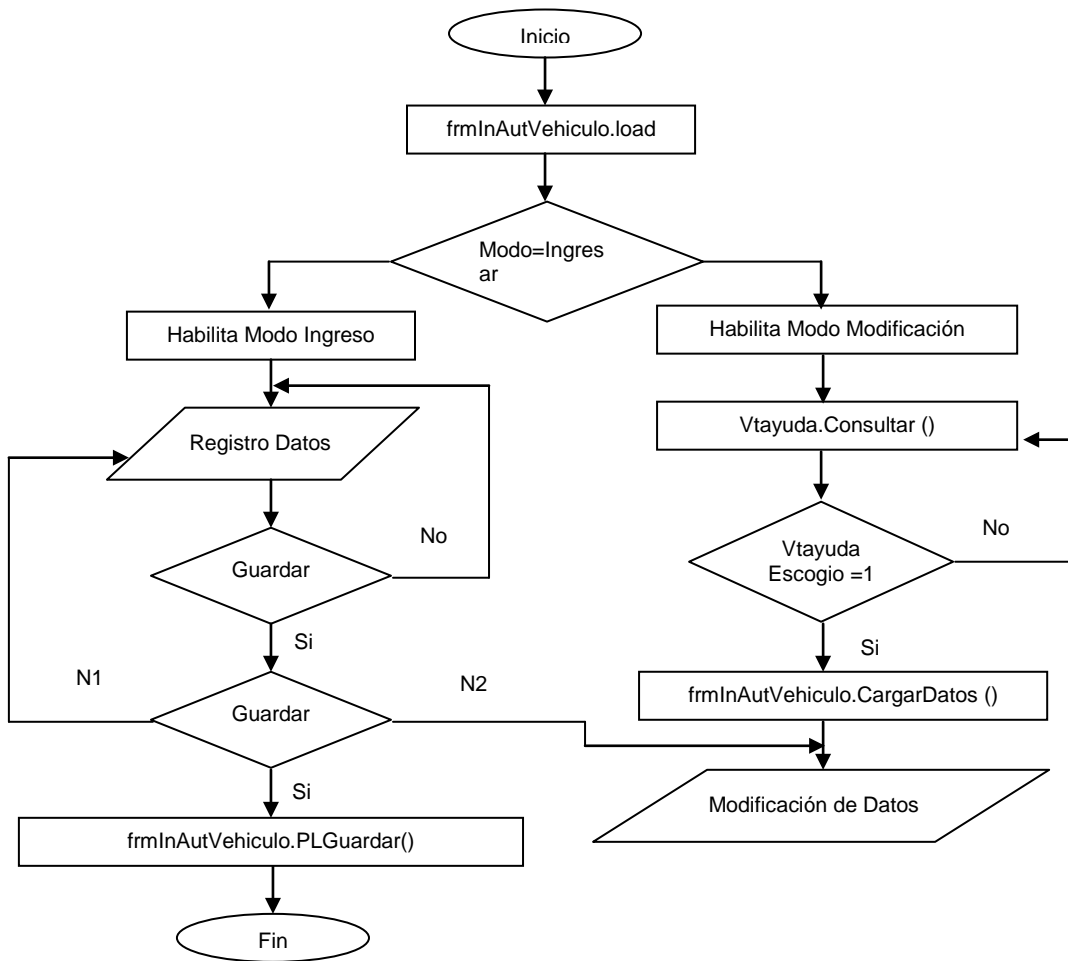 Inicio
frmInAutVehiculo.load
Modo=Ingres
ar
Habilita Modo Ingreso
Habilita Modo Modificación
Vtayuda.Consultar ()
Registro Datos
No
No
Vtayuda
Escogio =1
Guardar
Si
Si
N1
N2
frmInAutVehiculo.CargarDatos ()
Guardar
Si
Modificación de Datos
frmInAutVehiculo.PLGuardar()
Fin